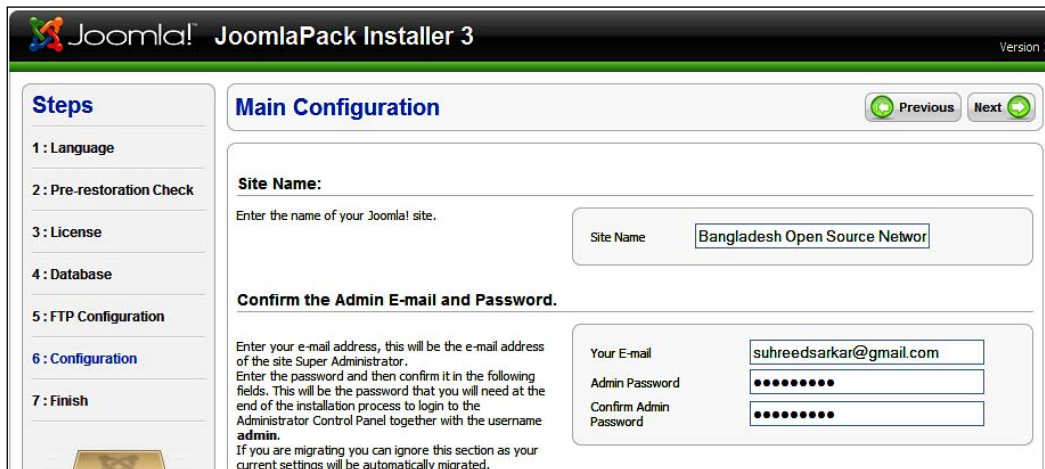 Joomla! JoomlaPack Installer 3
Version
Steps
1 : Language
2 : Pre-restoration Check
3 : License
4 : Database
5 : FTP Configuration
6 : Configuration
7 : Finish
Main Configuration
Previous
Next
Site Name:
Enter the name of your Joomla! site.
Site Name
Bangladesh Open Source Networ
Confirm the Admin E-mail and Password.
Enter your e-mail address, this will be the e-mail address
of the site Super Administrator.
Enter the password and then confirm it in the following
fields. This will be the password that you will need at the
end of the installation process to login to the
Administrator Control Panel together with the username
admin.
If you are migrating you can ignore this section as your
current settings will be automatically migrated.
Your E-mail
suhreedsarkar@gmail.com
Admin Password
●●●●●●●●●
Confirm Admin
Password
●●●●●●●●●